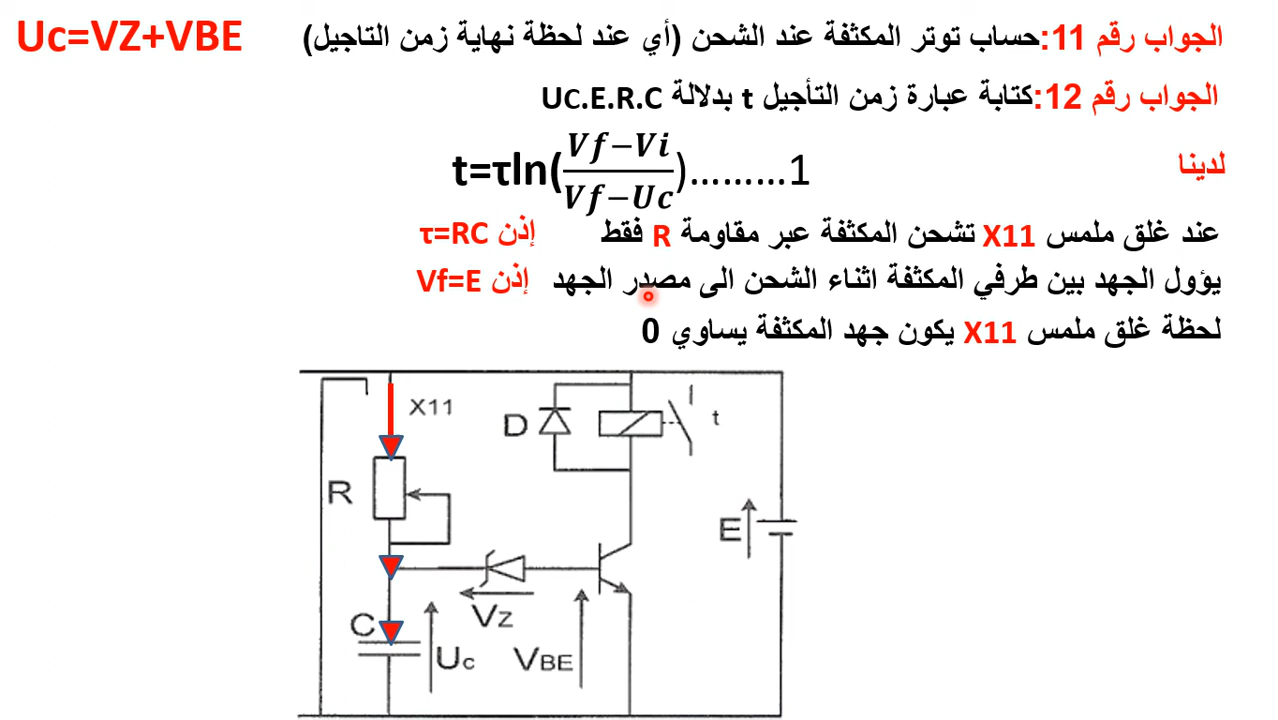 الجواب رقم 11:حساب توتر المكثفة عند الشحن (أي عند لحظة نهاية زمن التاجيل) Uc=VZ+VBE
الجواب رقم 12:كتابة عبارة زمن التأجيل t بدلالة UC.E.R.C
لدينا t=τln(\frac{Vf−Vi}{Vf−Uc})………1
عند غلق ملمس X11 تشحن المكثفة عبر مقاومة R فقط إذن τ=RC
يؤول الجهد بين طرفي المكثفة اثناء الشحن الى مصدر الجهد إذن Vf=E
لحظة غلق ملمس X11 يكون جهد المكثفة يساوي 0
X11
D
t
R
E
C
Vz
Uc
VBE